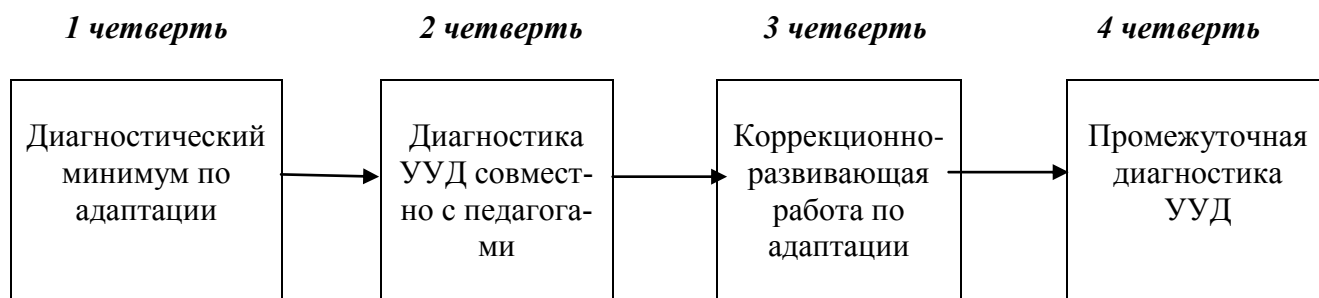 1 четверть
2 четверть
3 четверть
4 четверть
Диагностический
минимум по
адаптации
Диагностика
УУД совмест-
но с педагога-
ми
Коррекционно-
развивающая
работа по
адаптации
Промежуточная
диагностика
УУД